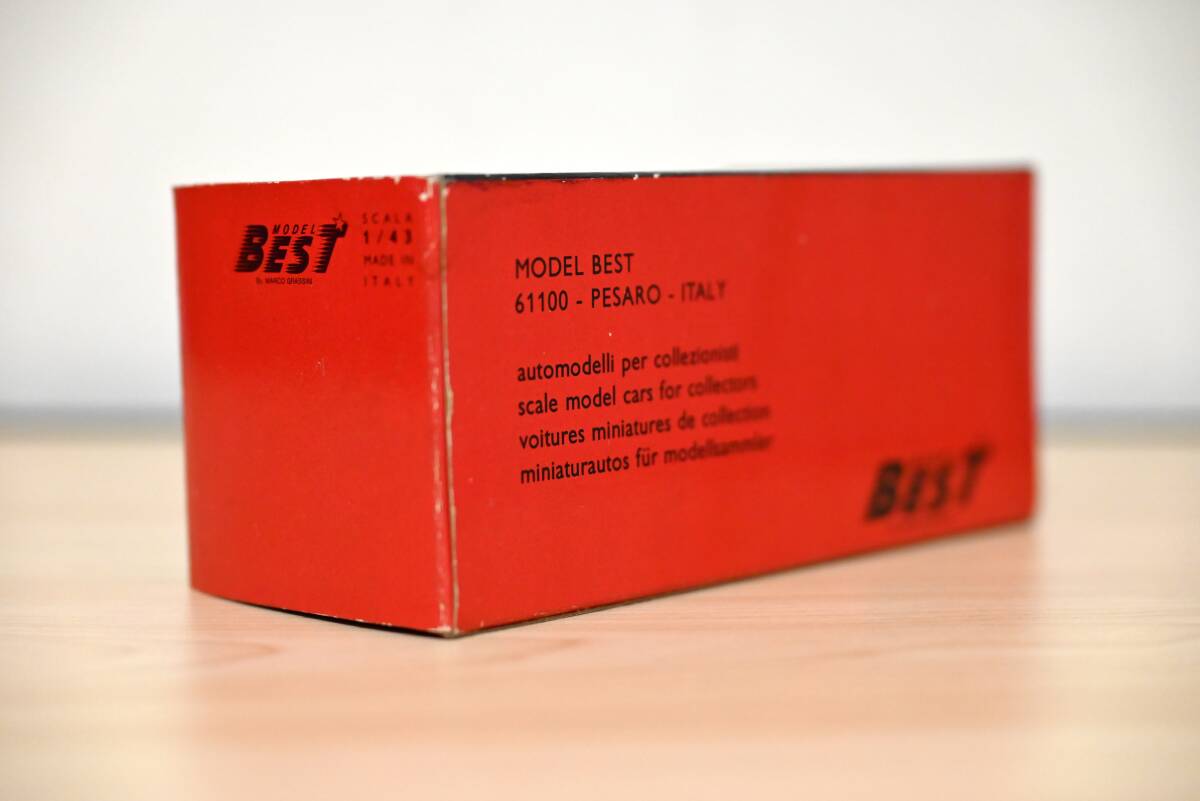 MODEL
BEST
By MARCO GRASSINI
SCALA
1/43
MADE IN
ITALY
MODEL BEST
61100 - PESARO - ITALY
automodelli per collezionisti
scale model cars for collectors
voitures miniatures de collection
miniaturautos für modellsammler
BEST